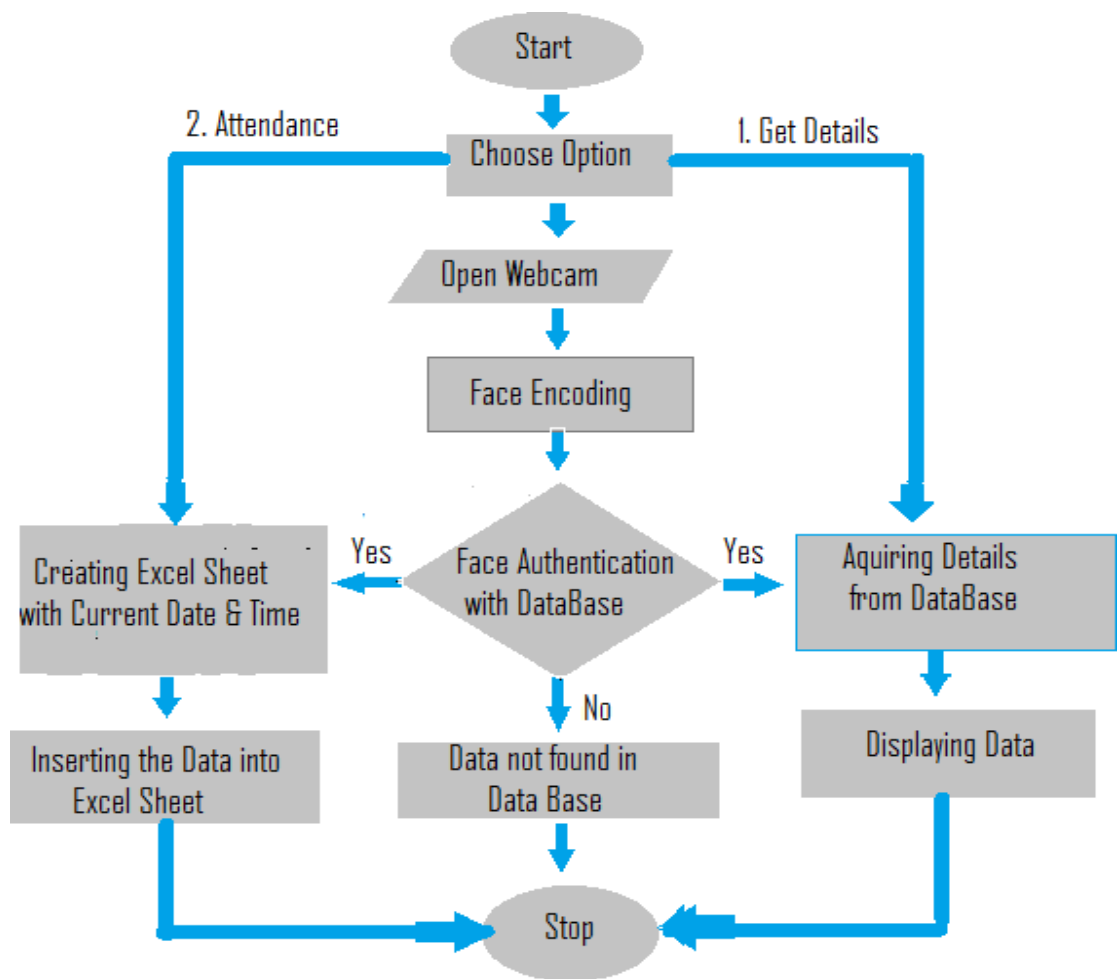 Start
2. Attendance
1. Get Details
Choose Option
Open Webcam
Face Encoding
Yes
Face Authentication
with DataBase
Yes
Creating Excel Sheet
with Current Date & Time
Aquiring Details
from DataBase
No
Inserting the Data into
Excel Sheet
Data not found in
Data Base
Displaying Data
Stop